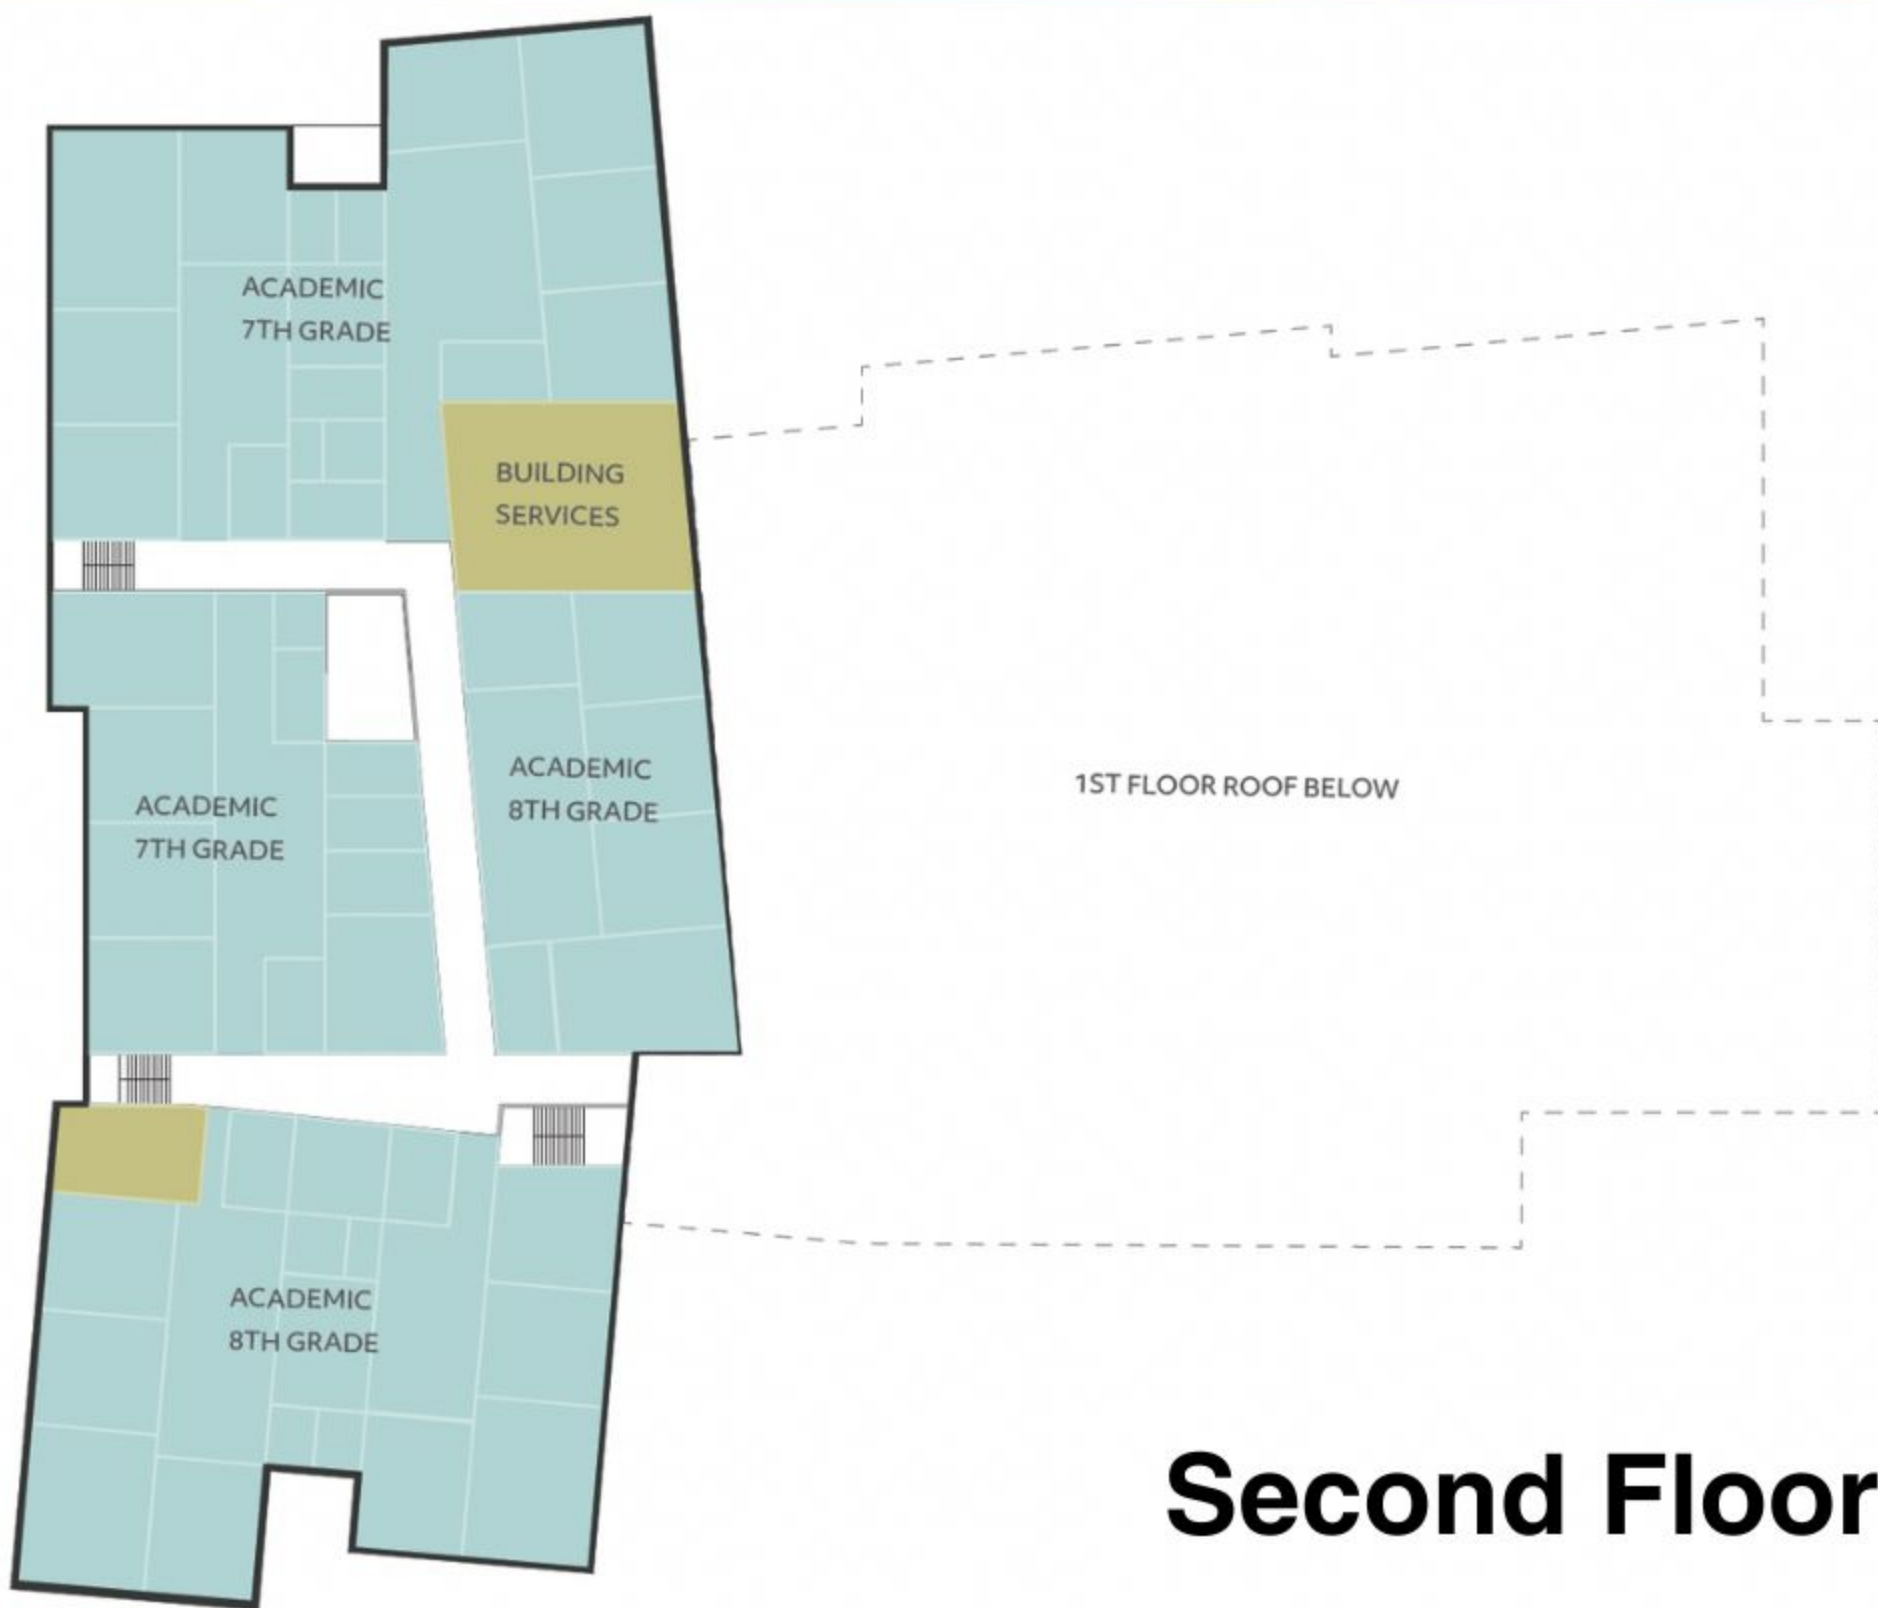 ACADEMIC
7TH GRADE
BUILDING
SERVICES
ACADEMIC
8TH GRADE
1ST FLOOR ROOF BELOW
ACADEMIC
7TH GRADE
ACADEMIC
8TH GRADE
Second Floor